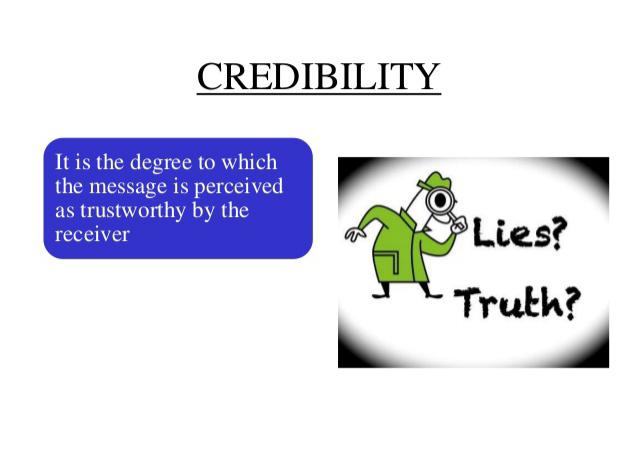 CREDIBILITY
It is the degree to which
the message is perceived
as trustworthy by the
receiver
Lies?
Truth?